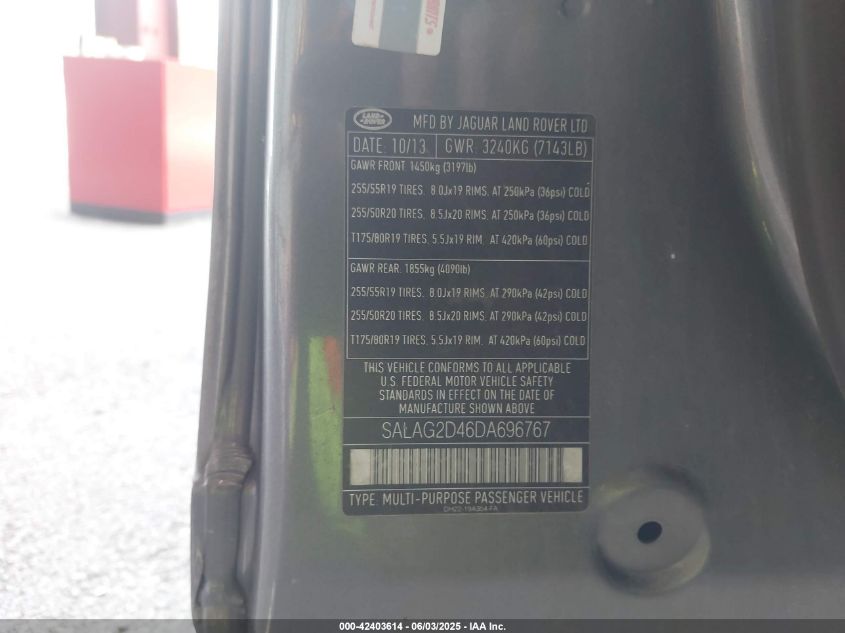 LAND ROVER
MFD BY JAGUAR LAND ROVER LTD
DATE: 10/13 GWR: 3240KG (7143LB)
GAWR FRONT. 1450kg (3197lb)
255/55R19 TIRES. 8.0Jx19 RIMS. AT 250kPa (36psi) COLD
255/50R20 TIRES. 8.5Jx20 RIMS. AT 250kPa (36psi) COLD
T175/80R19 TIRES. 5.5Jx19 RIM. AT 420kPa (60psi) COLD
GAWR REAR. 1855kg (4090lb)
255/55R19 TIRES. 8.0Jx19 RIMS. AT 290kPa (42psi) COLD
255/50R20 TIRES. 8.5Jx20 RIMS. AT 290kPa (42psi) COLD
T175/80R19 TIRES. 5.5Jx19 RIM. AT 420kPa (60psi) COLD
THIS VEHICLE CONFORMS TO ALL APPLICABLE
U.S. FEDERAL MOTOR VEHICLE SAFETY
STANDARDS IN EFFECT ON THE DATE OF
MANUFACTURE SHOWN ABOVE
SALAG2D46DA696767
TYPE: MULTI-PURPOSE PASSENGER VEHICLE
DH22-19A354-FA
000-42403614 - 06/03/2025 - IAA Inc.